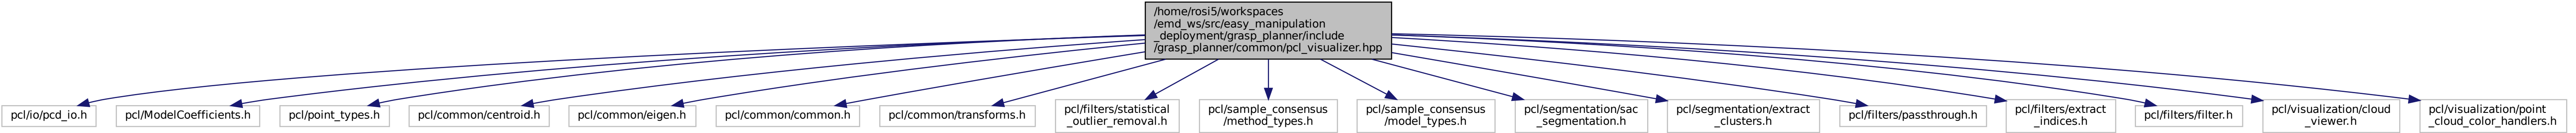 /home/rosi5/workspaces
/emd_ws/src/easy_manipulation
_deployment/grasp_planner/include
/grasp_planner/common/pcl_visualizer.hpp
pcl/io/pcd_io.h
pcl/ModelCoefficients.h
pcl/point_types.h
pcl/common/centroid.h
pcl/common/eigen.h
pcl/common/common.h
pcl/common/transforms.h
pcl/filters/statistical
_outlier_removal.h
pcl/sample_consensus
/method_types.h
pcl/sample_consensus
/model_types.h
pcl/segmentation/sac
_segmentation.h
pcl/segmentation/extract
_clusters.h
pcl/filters/passthrough.h
pcl/filters/extract
_indices.h
pcl/filters/filter.h
pcl/visualization/cloud
_viewer.h
pcl/visualization/point
_cloud_color_handlers.h